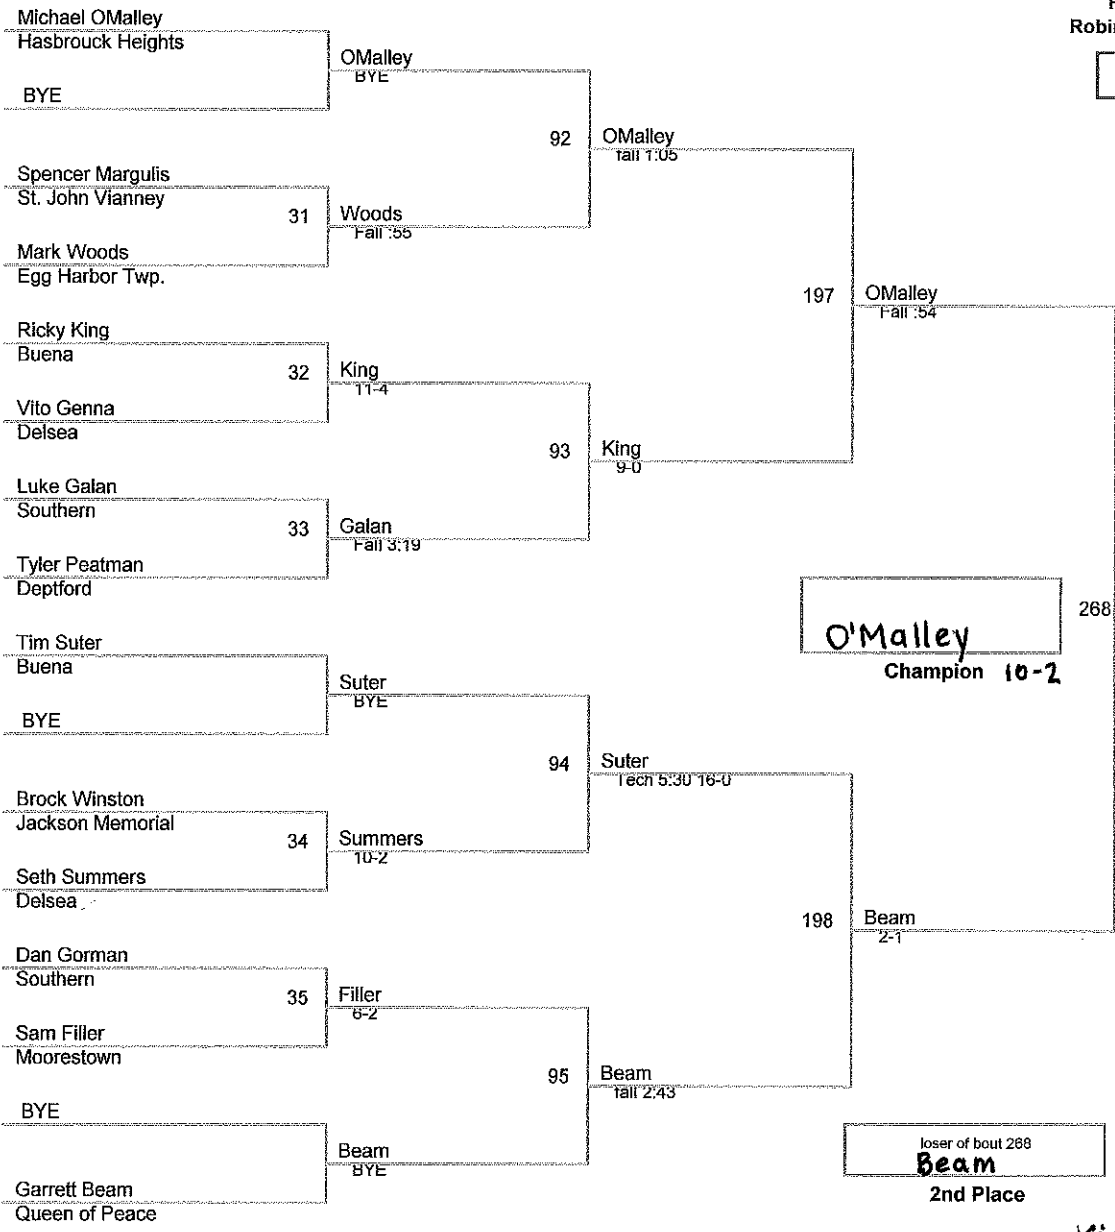 Robin
Michael OMalley
Hasbrouck Heights
OMalley
BYE
BYE
92
OMalley
fall 1:05
Spencer Margulis
St. John Vianney
31
Woods
Fall :55
Mark Woods
Egg Harbor Twp.
197
OMalley
Fall :54
Ricky King
Buena
32
King
11-4
Vito Genna
Delsea
93
King
9-0
Luke Galan
Southern
33
Galan
Fall 3:19
Tyler Peatman
Deptford
268
O'Malley
Champion 10-2
Tim Suter
Buena
Suter
BYE
BYE
94
Suter
Tech 5:30 16-0
Brock Winston
Jackson Memorial
34
Summers
10-2
Seth Summers
Delsea
198
Beam
2-1
Dan Gorman
Southern
35
Filler
6-2
Sam Filler
Moorestown
95
Beam
fall 2:43
BYE
Beam
BYE
Garrett Beam
Queen of Peace
loser of bout 268
Beam
2nd Place